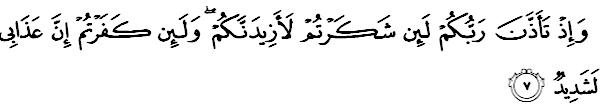 وَإِذْ تَأَذَّنَ رَبُّكُمْ لَئِن شَكَرْتُمْ لَأَزِيدَنَّكُمْ ۖ وَلَئِن كَفَرْتُمْ إِنَّ عَذَابِى
لَشَدِيدٌ ﴿٧﴾